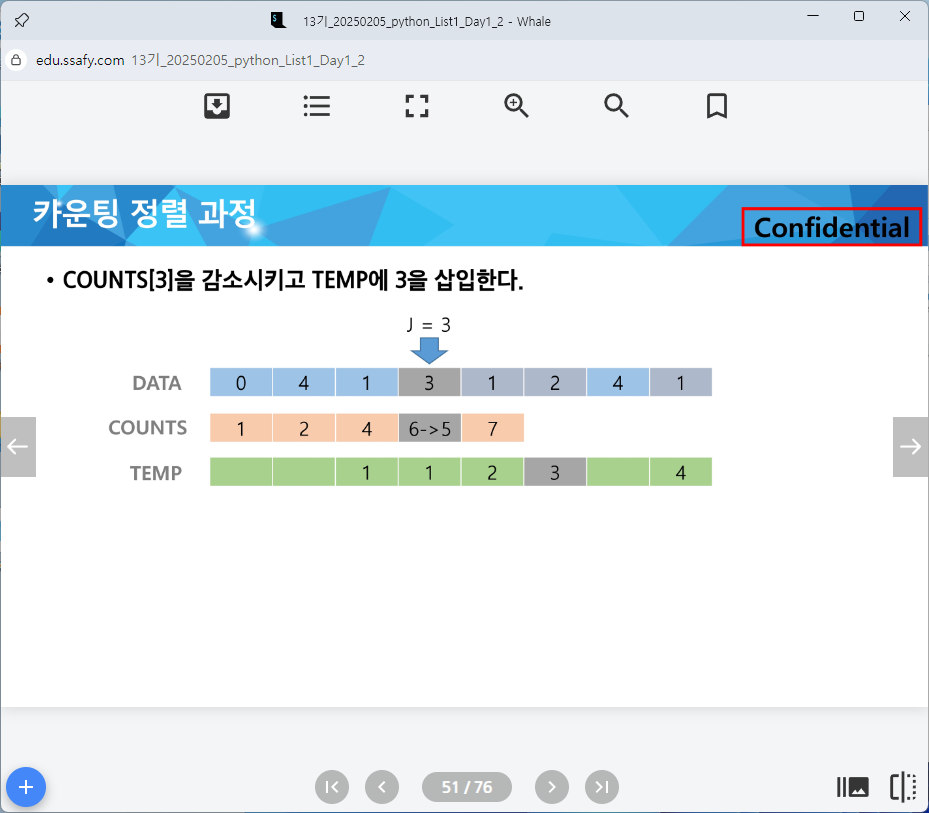 13기_20250205_python_List1_Day1_2 - Whale
edu.ssafy.com 13기_20250205_python_List1_Day1_2
카운팅 정렬 과정
Confidential
• COUNTS[3]을 감소시키고 TEMP에 3을 삽입한다.
J = 3
DATA 0 4 1 3 1 2 4 1
COUNTS 1 2 4 6->5 7
TEMP 1 1 2 3 4
51 / 76